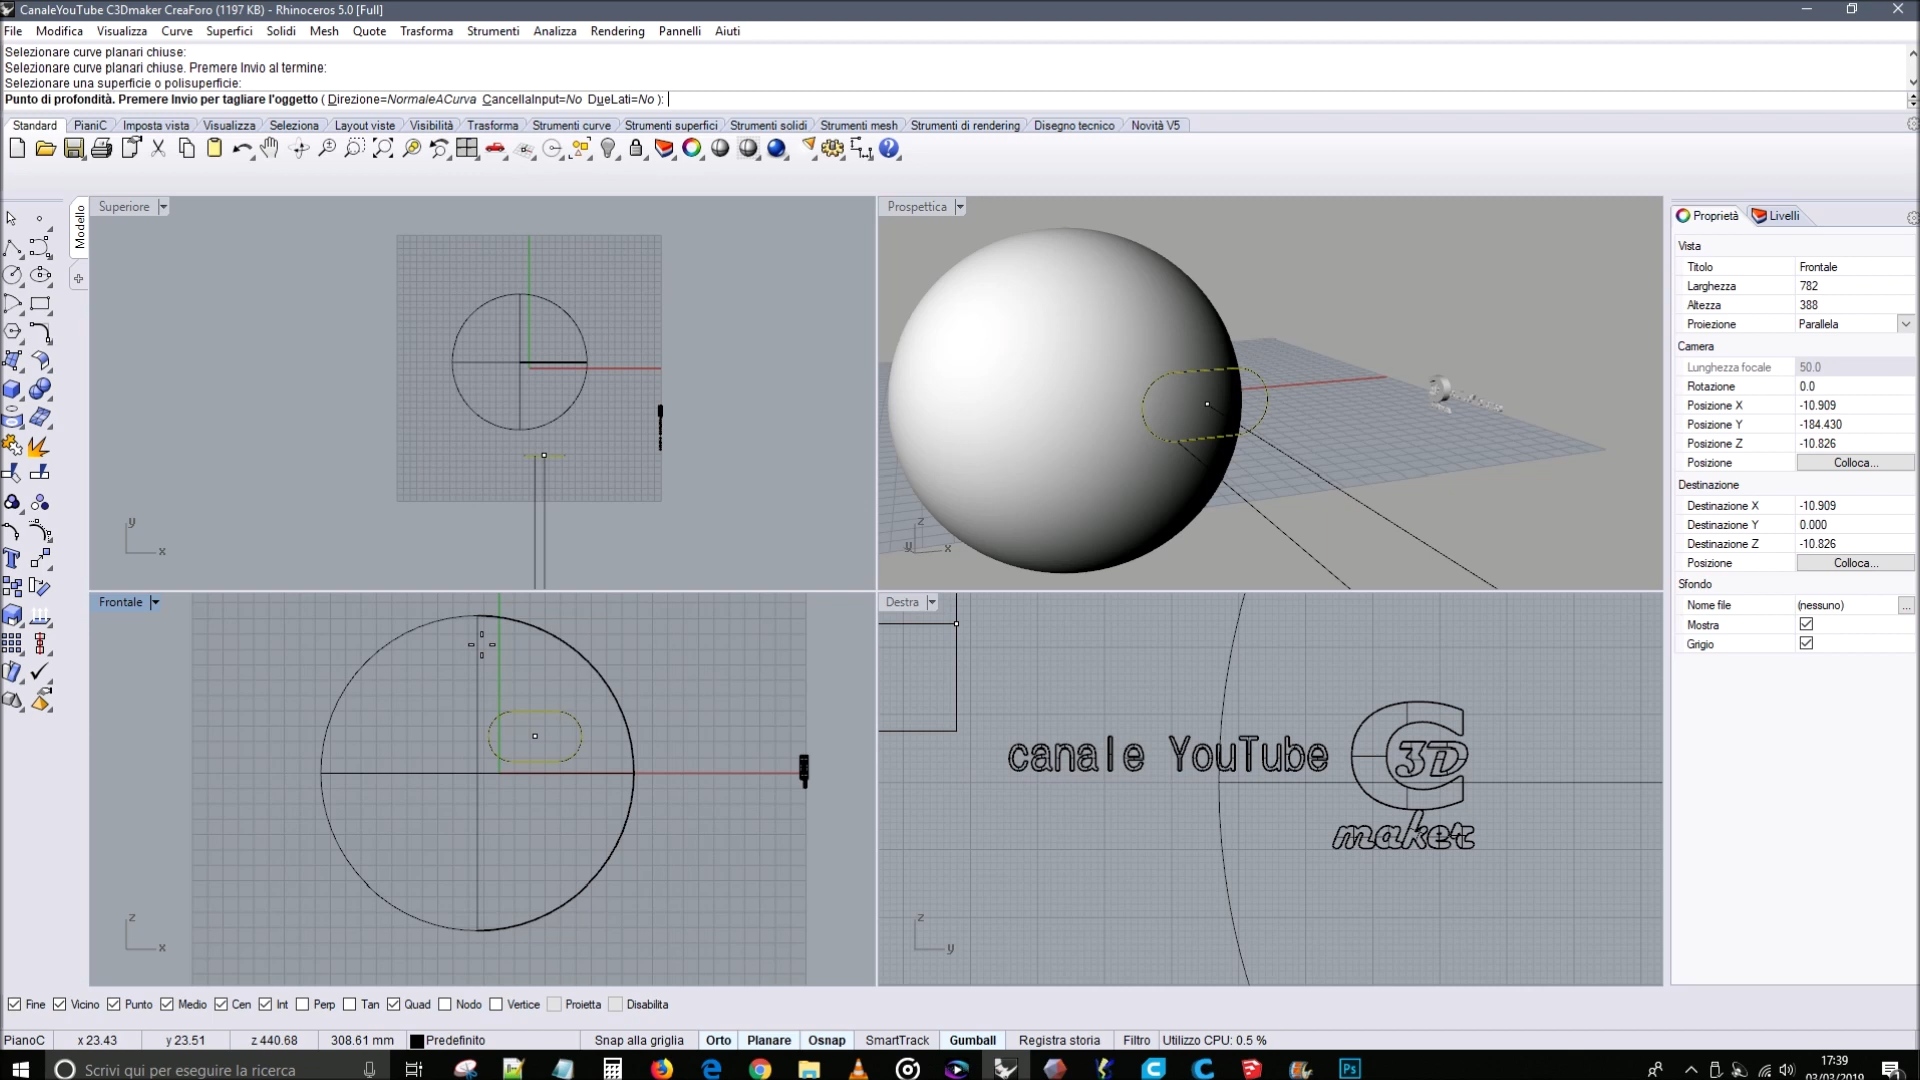 CanaleYouTube C3Dmaker CreaForo (1197 KB) - Rhinoceros 5.0 [Full]
File Modifica Visualizza Curve Superfici Solidi Mesh Quote Trasforma Strumenti Analizza Rendering Pannelli Aiuti
Selezionare curve planari chiuse:
Selezionare curve planari chiuse. Premere Invio al termine:
Selezionare una superficie o polisuperficie:
Punto di profondità. Premere Invio per tagliare l'oggetto ( Direzione=NormaleACurva CancellaInput=No DueLati=No ):
Standard PianiC Imposta vista Visualizza Seleziona Layout viste Visibilità Trasforma Strumenti curve Strumenti superfici Strumenti solidi Strumenti mesh Strumenti di rendering Disegno tecnico Novità V5
Modello
Superiore
y
x
Prospettica
z
y
x
Frontale
z
x
Destra
canale YouTube
3D
maker
z
y
Proprietà Livelli
Vista
Titolo Frontale
Larghezza 782
Altezza 388
Proiezione Parallela
Camera
Lunghezza focale 50.0
Rotazione 0.0
Posizione X -10.909
Posizione Y -184.430
Posizione Z -10.826
Posizione Colloca...
Destinazione
Destinazione X -10.909
Destinazione Y 0.000
Destinazione Z -10.826
Posizione Colloca...
Sfondo
Nome file (nessuno) ...
Mostra
Grigio
Fine Vicino Punto Medio Cen Int Perp Tan Quad Nodo Vertice Proietta Disabilita
PianoC x 23.43 y 23.51 z 440.68 308.61 mm Predefinito Snap alla griglia Orto Planare Osnap SmartTrack Gumball Registra storia Filtro Utilizzo CPU: 0.5 %
Scrivi qui per eseguire la ricerca
Ps
17:39
03/03/2019